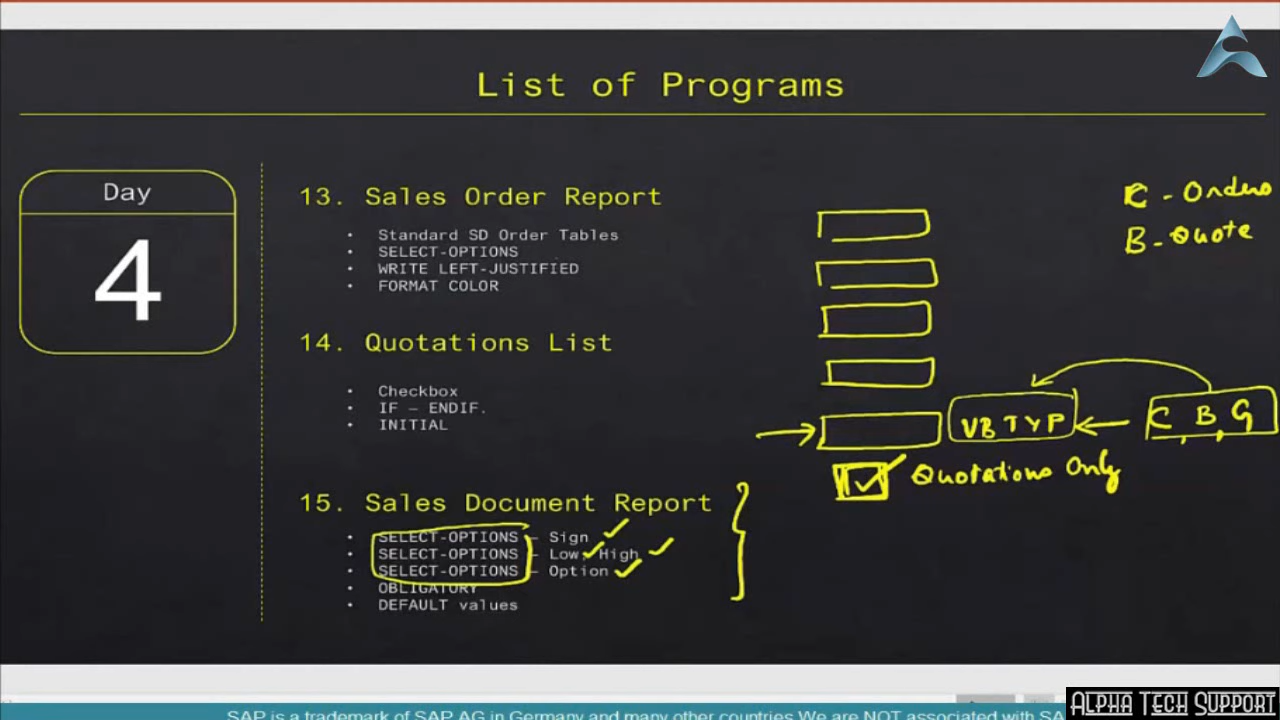 List of Programs
Day
4
13. Sales Order Report
• Standard SD Order Tables
• SELECT-OPTIONS
• WRITE LEFT-JUSTIFIED
• FORMAT COLOR
14. Quotations List
• Checkbox
• IF – ENDIF.
• INITIAL
15. Sales Document Report
• SELECT-OPTIONS – Sign
• SELECT-OPTIONS – Low, High
• SELECT-OPTIONS – Option
• OBLIGATORY
• DEFAULT values
C - Orders
B - Quote
VBTYP
C, B, G
Quotations Only
SAP is a trademark of SAP AG in Germany and many other countries.We are NOT associated with SA
ALPHA TECH SUPPORT